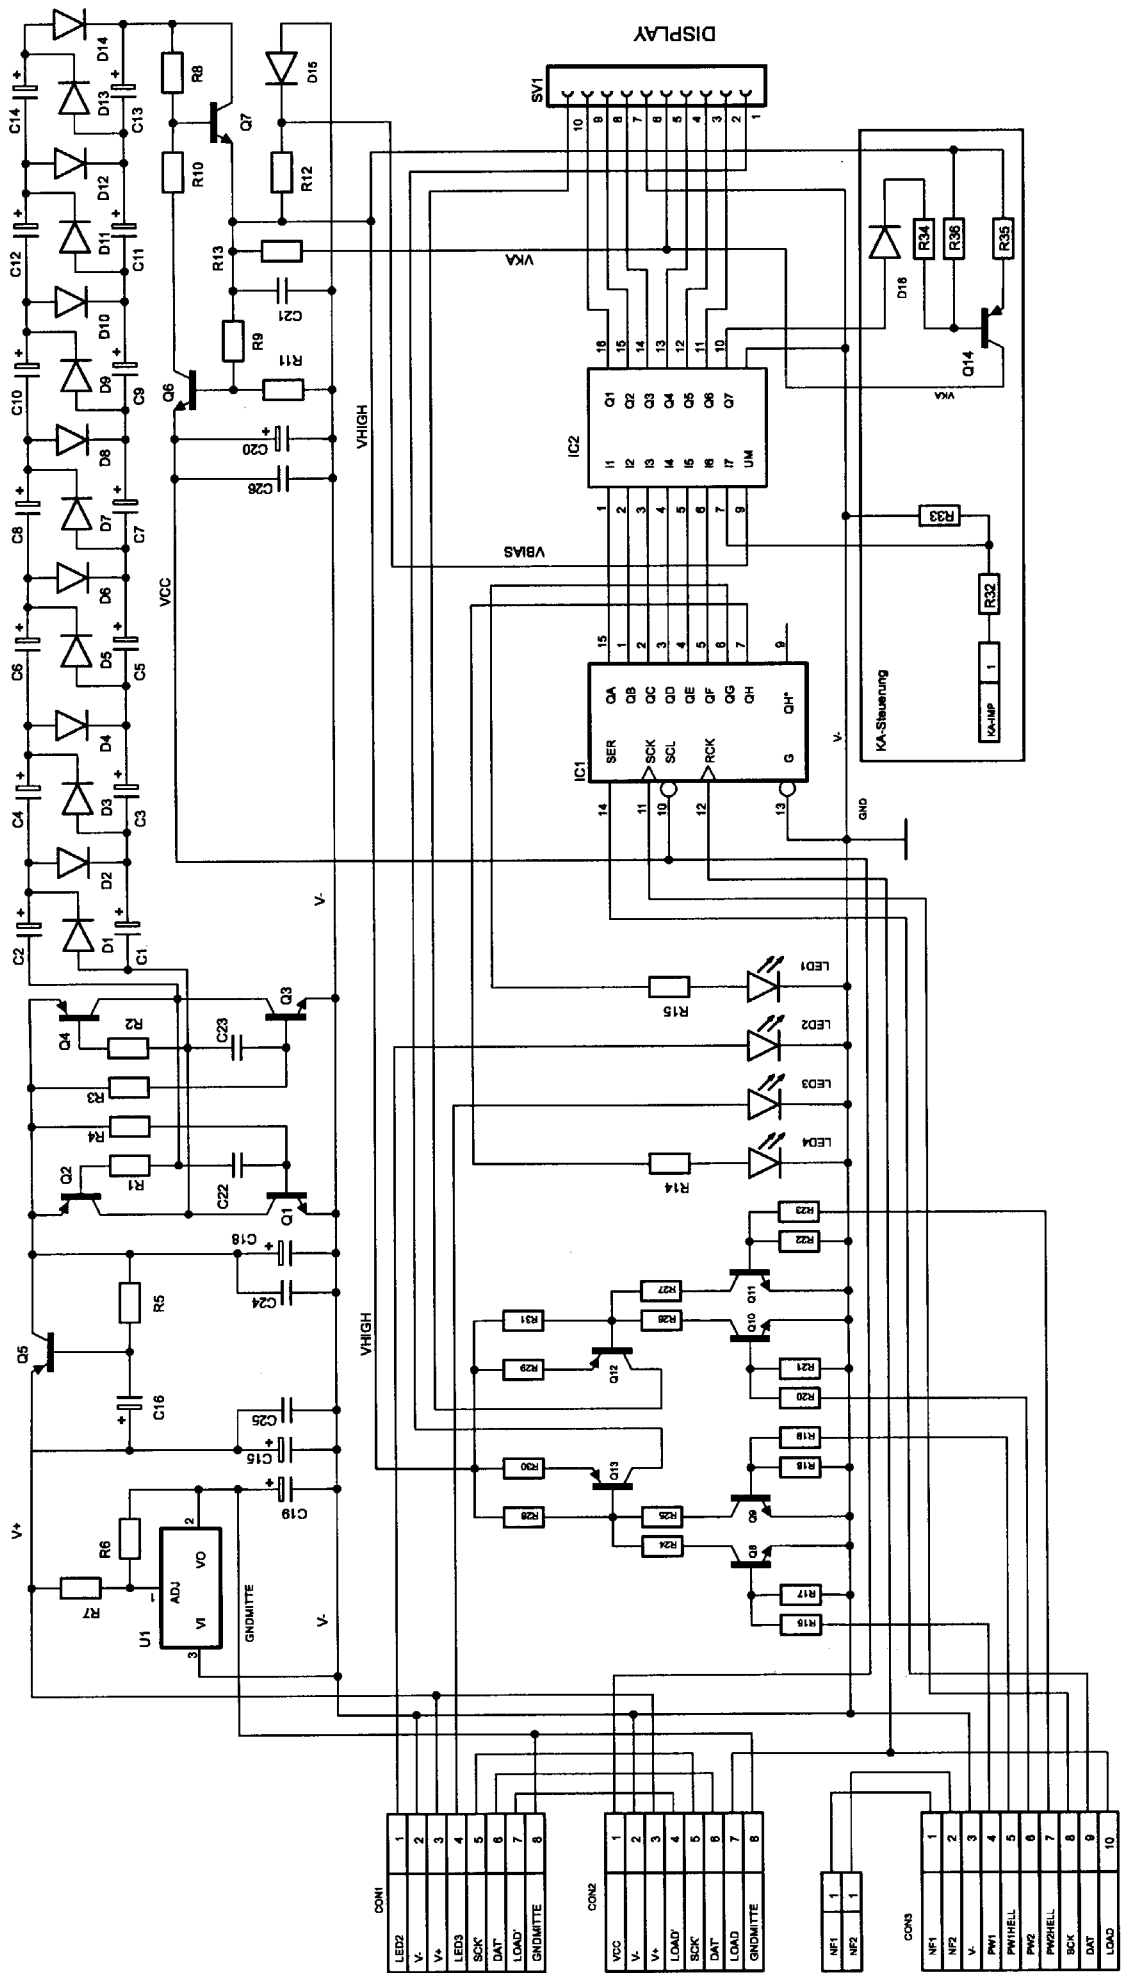 C14
C12
C10
C8
C6
C4
C2
D14
D13
D12
D11
D10
D9
D8
D7
D6
D5
D4
D3
D2
D1
C13
C11
C9
C7
C5
C3
C1
R8
R10
Q7
D15
R12
R13
VKA
C21
R9
R11
Q6
C20
C26
VCC
VHIGH
V-
Q4
R2
C23
Q3
R3
R4
Q2
R1
C22
Q1
C18
C24
R5
Q5
C16
C25
C15
C19
V+
R6
R7
U1
ADJ
VI
VO
1
2
3
GNDMITTE
V-
VHIGH
DISPLAY
SV1
10
9
8
7
6
5
4
3
2
1
IC2
16
15
14
13
12
11
10
Q1
Q2
Q3
Q4
Q5
Q6
Q7
I1
I2
I3
I4
I5
I6
I7
UM
1
2
3
4
5
6
7
9
VBIAS
IC1
15
1
2
3
4
5
6
7
9
QA
QB
QC
QD
QE
QF
QG
QH
QH*
SER
SCK
SCL
RCK
G
14
11
10
12
13
GND
V-
D16
R34
R36
R35
Q14
VKA
R33
R32
KA-IMP 1
KA-Steuerung
LED1
LED2
LED3
LED4
R15
R14
R23
R22
R27
R26
R31
R29
Q11
Q10
Q12
R21
R20
R19
R18
R30
R28
Q13
R25
R24
Q9
Q8
R17
R15
CON1
LED2 1
V- 2
V+ 3
LED3 4
SCK' 5
DAT' 6
LOAD' 7
GNDMITTE 8
CON2
VCC 1
V- 2
V+ 3
LOAD' 4
SCK' 5
DAT' 6
LOAD 7
GNDMITTE 8
NF1 1
NF2 1
CON3
NF1 1
NF2 2
V- 3
PW1 4
PW1HELL 5
PW2 6
PW2HELL 7
SCK 8
DAT 9
LOAD 10